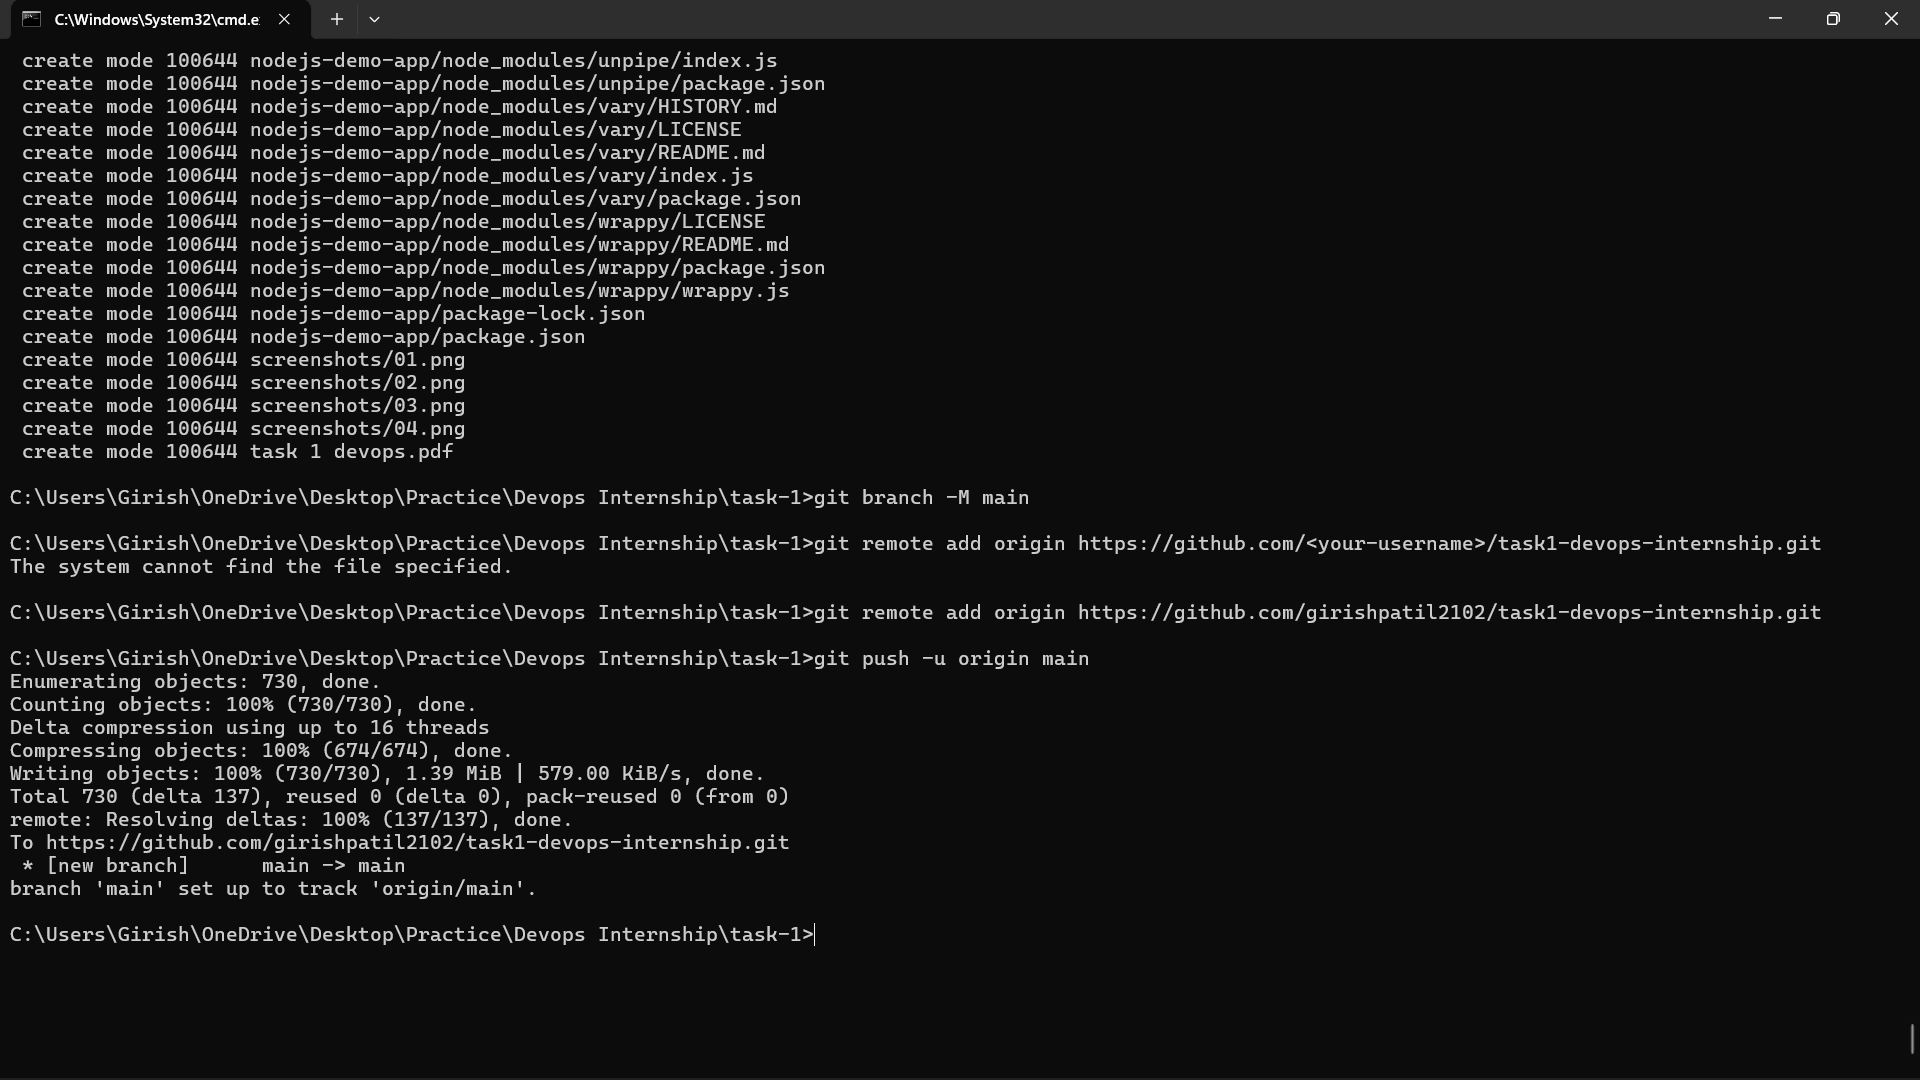 C:\Windows\System32\cmd.e
create mode 100644 nodejs-demo-app/node_modules/unpipe/index.js
create mode 100644 nodejs-demo-app/node_modules/unpipe/package.json
create mode 100644 nodejs-demo-app/node_modules/vary/HISTORY.md
create mode 100644 nodejs-demo-app/node_modules/vary/LICENSE
create mode 100644 nodejs-demo-app/node_modules/vary/README.md
create mode 100644 nodejs-demo-app/node_modules/vary/index.js
create mode 100644 nodejs-demo-app/node_modules/vary/package.json
create mode 100644 nodejs-demo-app/node_modules/wrappy/LICENSE
create mode 100644 nodejs-demo-app/node_modules/wrappy/README.md
create mode 100644 nodejs-demo-app/node_modules/wrappy/package.json
create mode 100644 nodejs-demo-app/node_modules/wrappy/wrappy.js
create mode 100644 nodejs-demo-app/package-lock.json
create mode 100644 nodejs-demo-app/package.json
create mode 100644 screenshots/01.png
create mode 100644 screenshots/02.png
create mode 100644 screenshots/03.png
create mode 100644 screenshots/04.png
create mode 100644 task 1 devops.pdf
C:\Users\Girish\OneDrive\Desktop\Practice\Devops Internship\task-1>git branch -M main
C:\Users\Girish\OneDrive\Desktop\Practice\Devops Internship\task-1>git remote add origin https://github.com/<your-username>/task1-devops-internship.git
The system cannot find the file specified.
C:\Users\Girish\OneDrive\Desktop\Practice\Devops Internship\task-1>git remote add origin https://github.com/girishpatil2102/task1-devops-internship.git
C:\Users\Girish\OneDrive\Desktop\Practice\Devops Internship\task-1>git push -u origin main
Enumerating objects: 730, done.
Counting objects: 100% (730/730), done.
Delta compression using up to 16 threads
Compressing objects: 100% (674/674), done.
Writing objects: 100% (730/730), 1.39 MiB | 579.00 KiB/s, done.
Total 730 (delta 137), reused 0 (delta 0), pack-reused 0 (from 0)
remote: Resolving deltas: 100% (137/137), done.
To https://github.com/girishpatil2102/task1-devops-internship.git
* [new branch]      main -> main
branch 'main' set up to track 'origin/main'.
C:\Users\Girish\OneDrive\Desktop\Practice\Devops Internship\task-1>